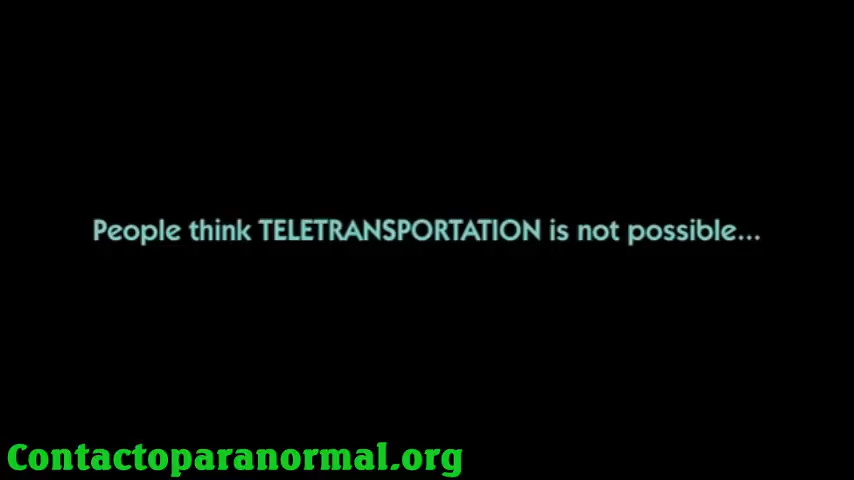 People think TELETRANSPORTATION is not possible...
Contactoparanormal.org